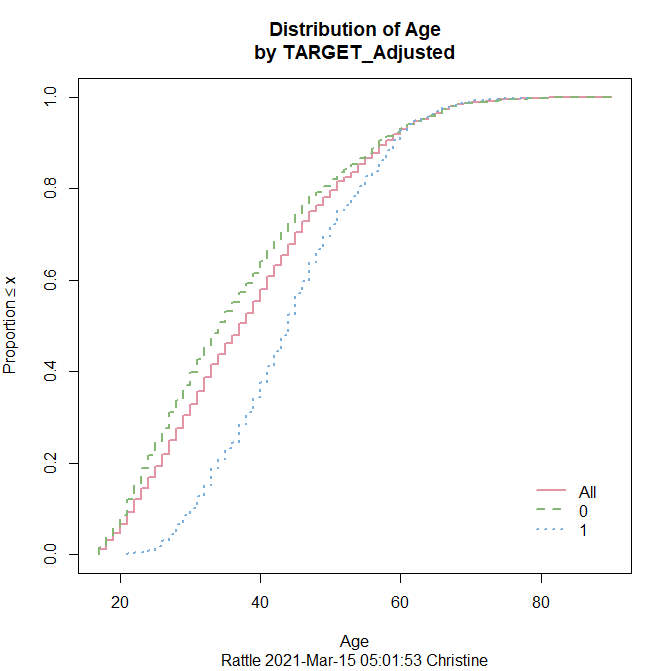 Distribution of Age
by TARGET_Adjusted
Proportion ≤ x
1.0
0.8
0.6
0.4
0.2
0.0
All
0
1
20 40 60 80
Age
Rattle 2021-Mar-15 05:01:53 Christine